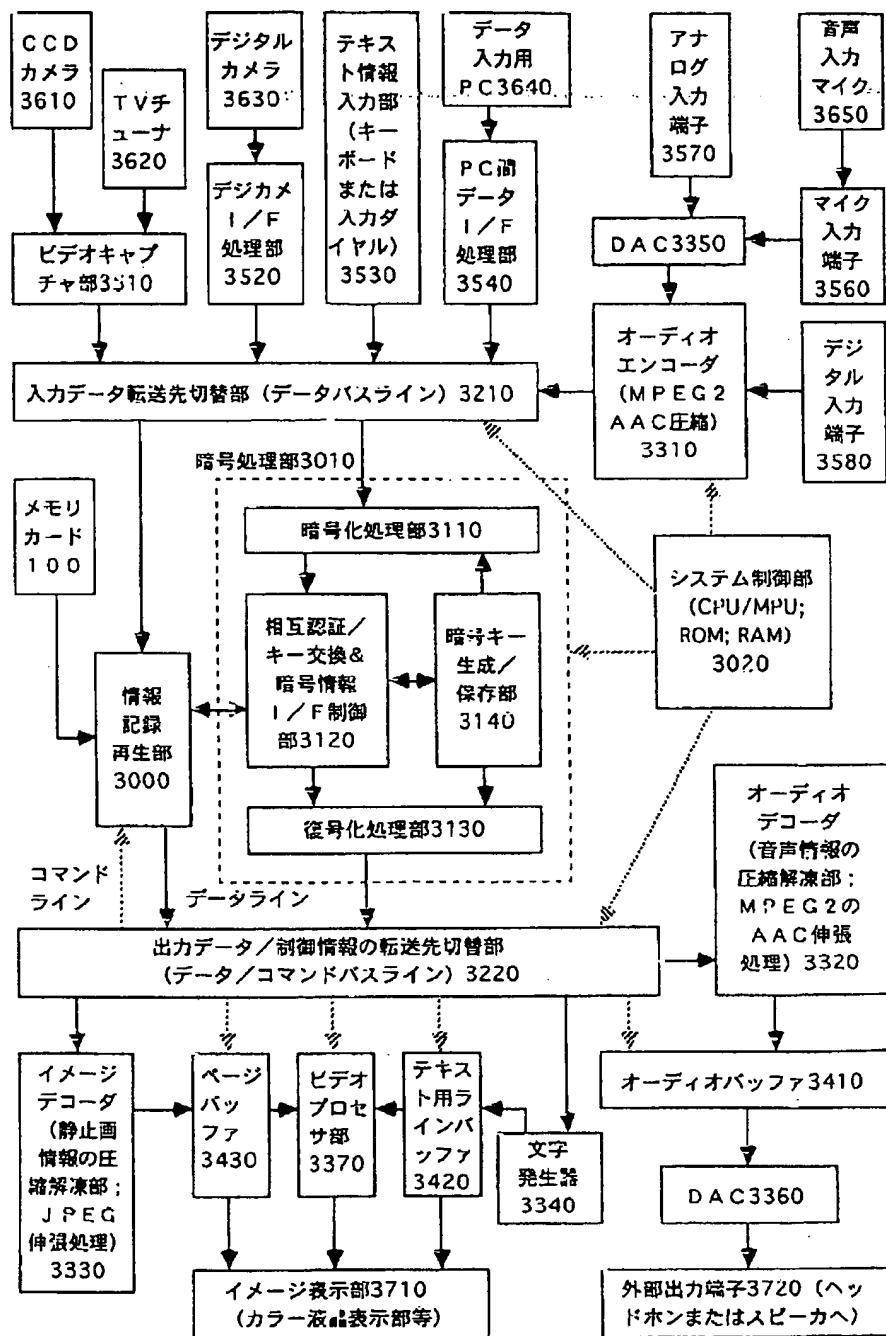 CCD
カメラ
3610
TVチ
ューナ
3620
デジタル
カメラ
3630
テキス
ト情報
入力部
(キー
ボード
または
入力ダ
イヤル)
3530
データ
入力用
PC3640
アナ
ログ
入力
端子
3570
音声
入力
マイク
3650
ビデオキャプ
チャ部3510
デジカメ
I/F
処理部
3520
PC間
データ
I/F
処理部
3540
DAC3350
マイク
入力
端子
3560
オーディオ
エンコーダ
(MPEG2
AAC圧縮)
3310
デジ
タル
入力
端子
3580
入力データ転送先切替部(データバスライン)3210
暗号処理部3010
メモリ
カード
100
暗号化処理部3110
システム制御部
(CPU/MPU;
ROM; RAM)
3020
相互認証/
キー交換&
暗号情報
I/F制御
部3120
暗号キー
生成/
保存部
3140
情報
記録
再生部
3000
復号化処理部3130
コマンド
ライン
データライン
オーディオ
デコーダ
(音声情報の
圧縮解凍部;
MPEG2の
AAC伸張
処理)3320
出力データ/制御情報の転送先切替部
(データ/コマンドバスライン)3220
イメージ
デコーダ
(静止画
情報の圧
縮解凍部;
JPEG
伸張処理)
3330
ページ
バッ
ファ
3430
ビデオ
プロセ
サ部
3370
テキス
ト用ラ
インバ
ッファ
3420
文字
発生器
3340
オーディオバッファ3410
DAC3360
イメージ表示部3710
(カラー液晶表示部等)
外部出力端子3720(ヘッ
ドホンまたはスピーカへ)